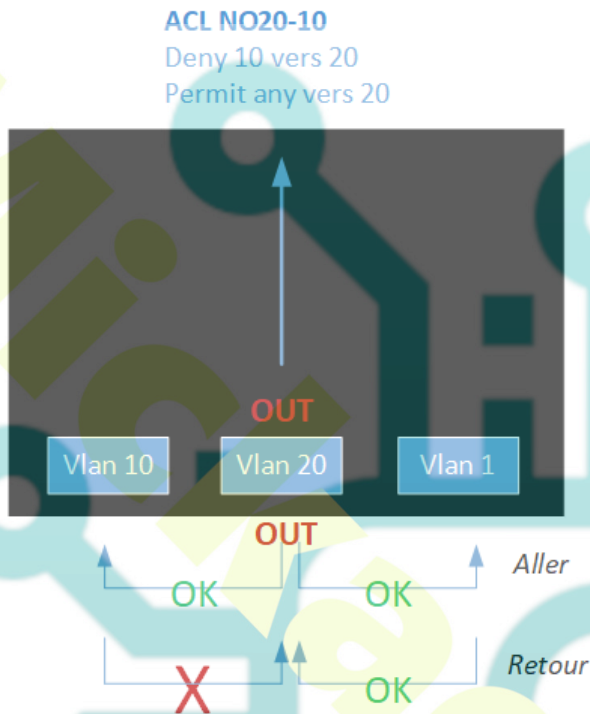 ACL NO20-10
Deny 10 vers 20
Permit any vers 20
OUT
Vlan 10
Vlan 20
Vlan 1
OUT
Aller
OK
OK
Retour
X
OK